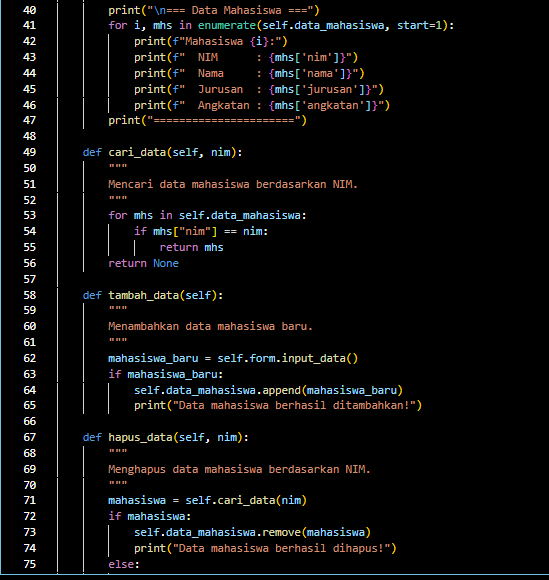 40 print("\n=== Data Mahasiswa ===")
41 for i, mhs in enumerate(self.data_mahasiswa, start=1):
42 print(f"Mahasiswa {i}:")
43 print(f"  NIM      : {mhs['nim']}")
44 print(f"  Nama     : {mhs['nama']}")
45 print(f"  Jurusan  : {mhs['jurusan']}")
46 print(f"  Angkatan : {mhs['angkatan']}")
47 print("======================")
48
49 def cari_data(self, nim):
50 """
51 Mencari data mahasiswa berdasarkan NIM.
52 """
53 for mhs in self.data_mahasiswa:
54 if mhs["nim"] == nim:
55 return mhs
56 return None
57
58 def tambah_data(self):
59 """
60 Menambahkan data mahasiswa baru.
61 """
62 mahasiswa_baru = self.form.input_data()
63 if mahasiswa_baru:
64 self.data_mahasiswa.append(mahasiswa_baru)
65 print("Data mahasiswa berhasil ditambahkan!")
66
67 def hapus_data(self, nim):
68 """
69 Menghapus data mahasiswa berdasarkan NIM.
70 """
71 mahasiswa = self.cari_data(nim)
72 if mahasiswa:
73 self.data_mahasiswa.remove(mahasiswa)
74 print("Data mahasiswa berhasil dihapus!")
75 else: